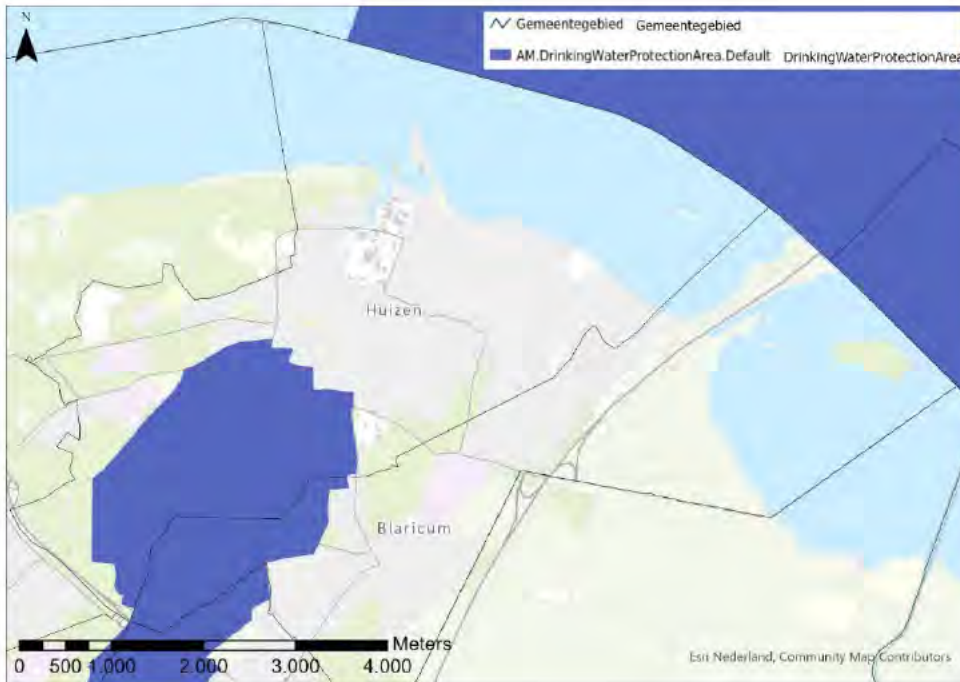 N
Gemeentegebied Gemeentegebied
AM.DrinkingWaterProtectionArea.Default DrinkingWaterProtectionArea
Huizen
Blaricum
Meters
0 500 1.000 2.000 3.000 4.000
Esri Nederland, Community Map Contributors